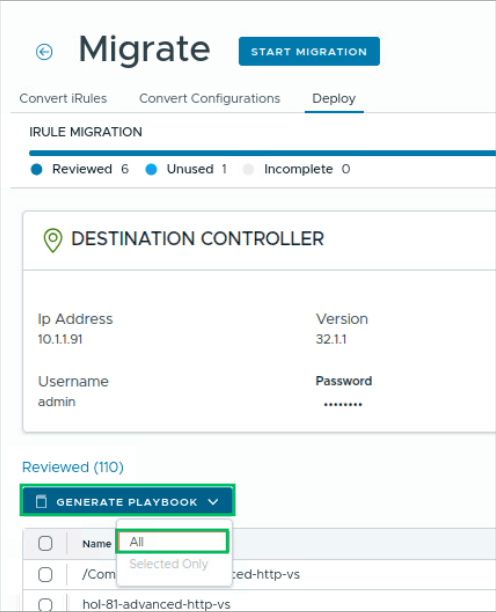 Migrate START MIGRATION
Convert iRules Convert Configurations Deploy
IRULE MIGRATION
Reviewed 6 Unused 1 Incomplete 0
DESTINATION CONTROLLER
Ip Address Version
10.1.1.91 32.1.1
Username Password
admin ••••••••
Reviewed (110)
GENERATE PLAYBOOK
Name All
Selected Only
/Com ced-http-vs
hol-81-advanced-http-vs